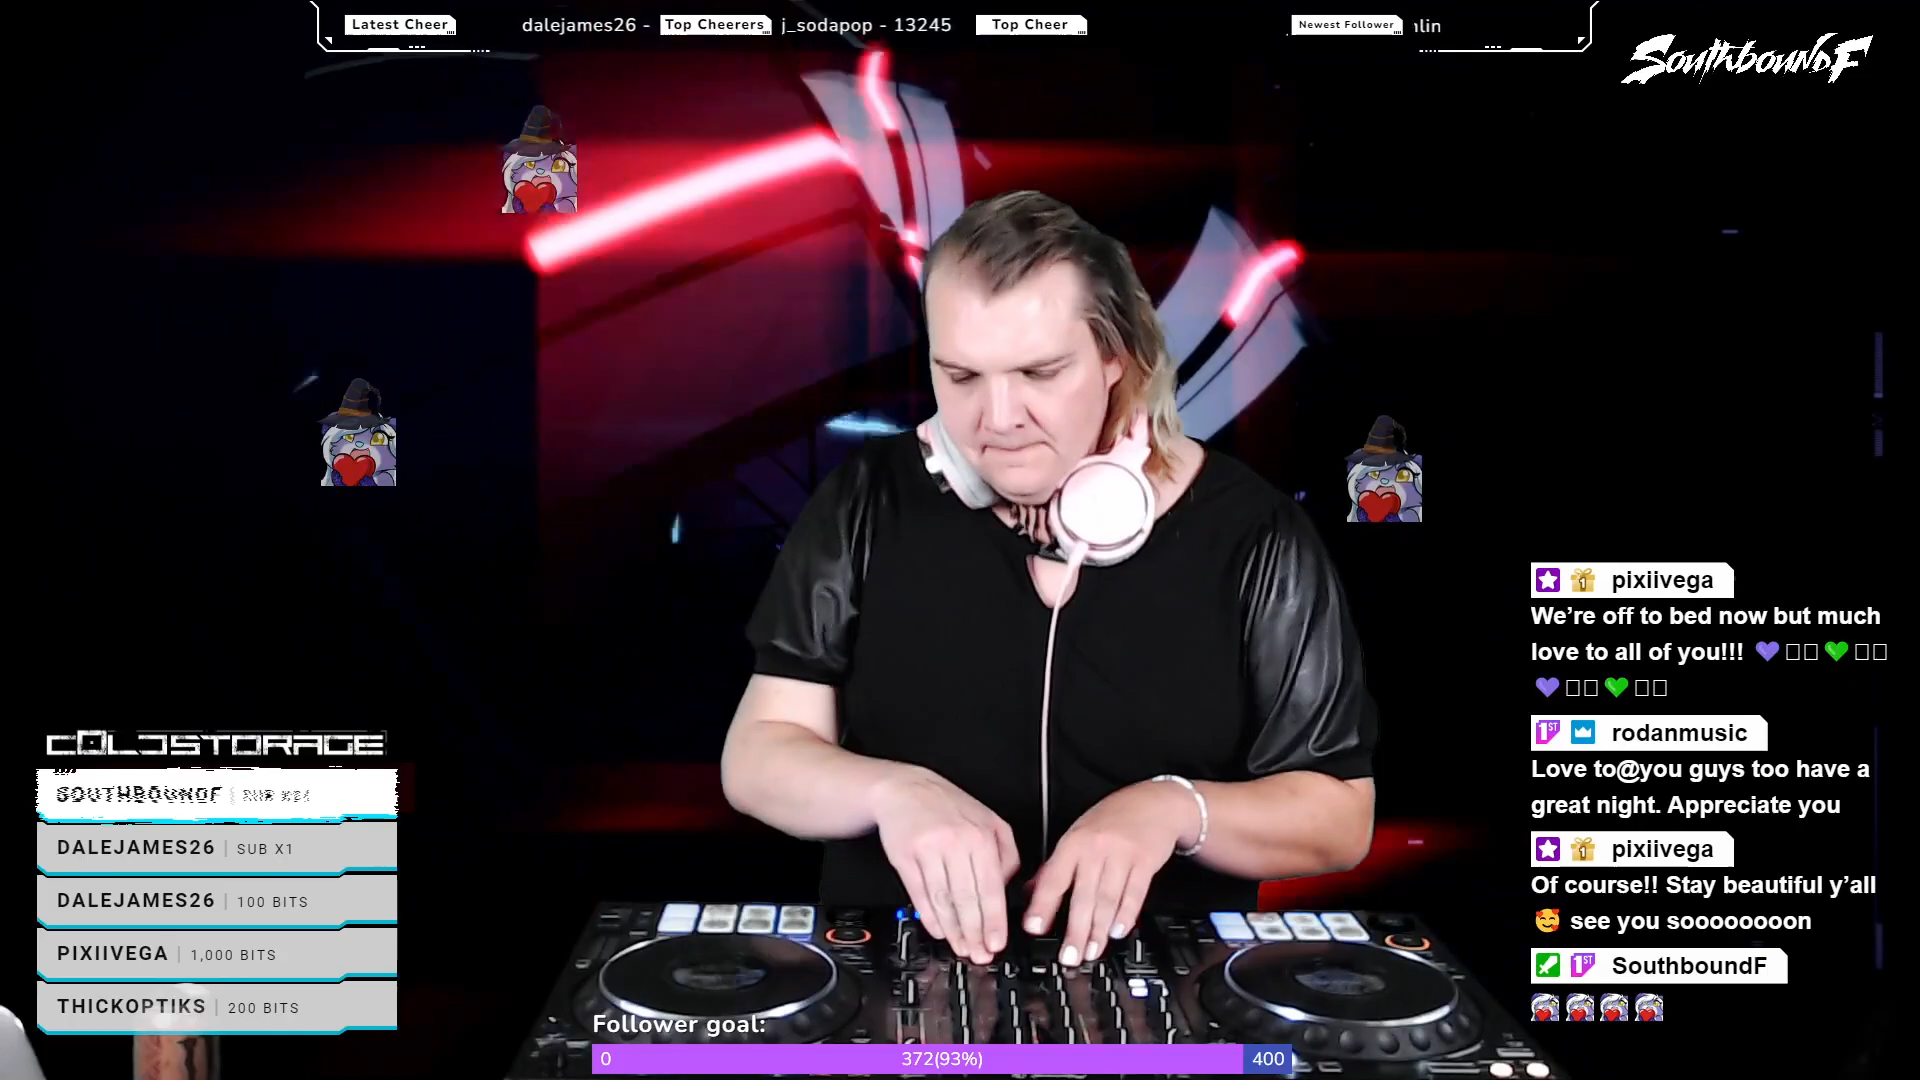 Latest Cheer
dalejames26 -
Top Cheerers
j_sodapop - 13245
Top Cheer
Newest Follower
SouthboundF
pixiivega
We’re off to bed now but much
love to all of you!!! 💜💚
💜💚
rodanmusic
Love to@you guys too have a
great night. Appreciate you
pixiivega
Of course!! Stay beautiful y’all
🥰 see you soooooooon
SouthboundF
COLDSTORAGE
SOUTHBOUNDF
DALEJAMES26 | SUB X1
DALEJAMES26 | 100 BITS
PIXIIVEGA | 1,000 BITS
THICKOPTIKS | 200 BITS
Follower goal:
0 372(93%) 400